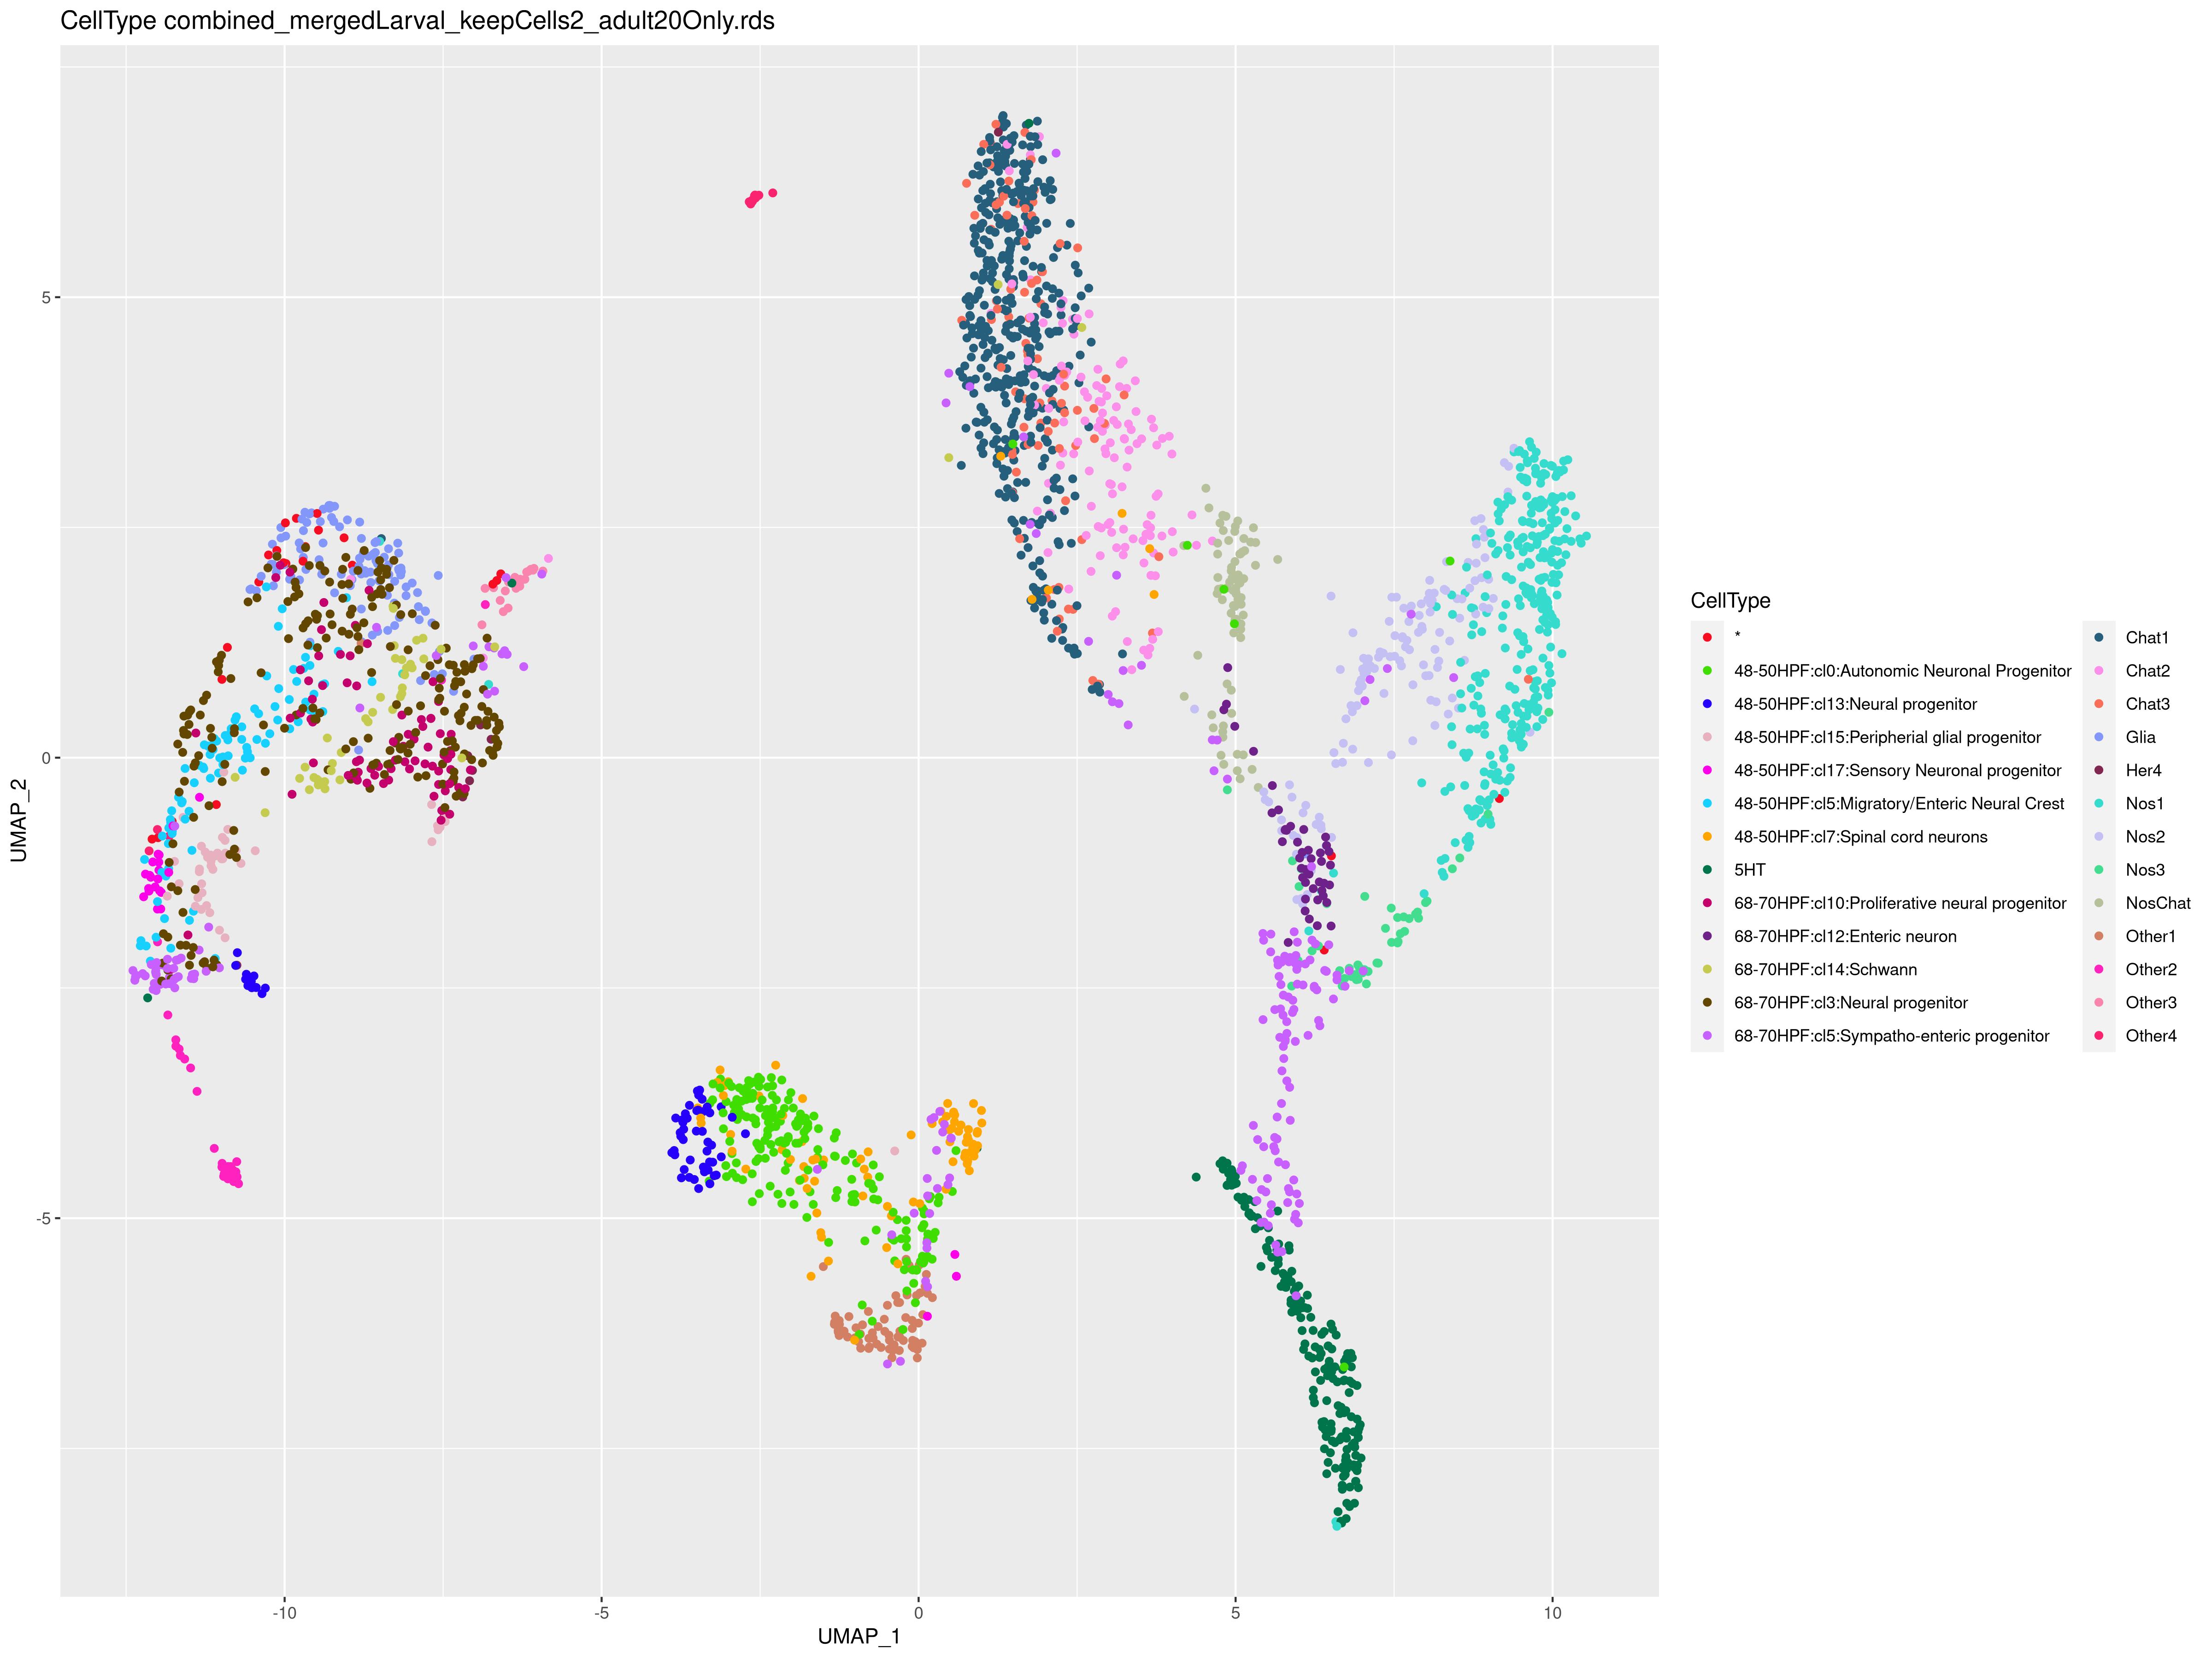 CellType combined_mergedLarval_keepCells2_adult20Only.rds
5
0
-5
UMAP_2
-10
-5
0
5
10
UMAP_1
CellType
*
48-50HPF:cl0:Autonomic Neuronal Progenitor
48-50HPF:cl13:Neural progenitor
48-50HPF:cl15:Peripherial glial progenitor
48-50HPF:cl17:Sensory Neuronal progenitor
48-50HPF:cl5:Migratory/Enteric Neural Crest
48-50HPF:cl7:Spinal cord neurons
5HT
68-70HPF:cl10:Proliferative neural progenitor
68-70HPF:cl12:Enteric neuron
68-70HPF:cl14:Schwann
68-70HPF:cl3:Neural progenitor
68-70HPF:cl5:Sympatho-enteric progenitor
Chat1
Chat2
Chat3
Glia
Her4
Nos1
Nos2
Nos3
NosChat
Other1
Other2
Other3
Other4